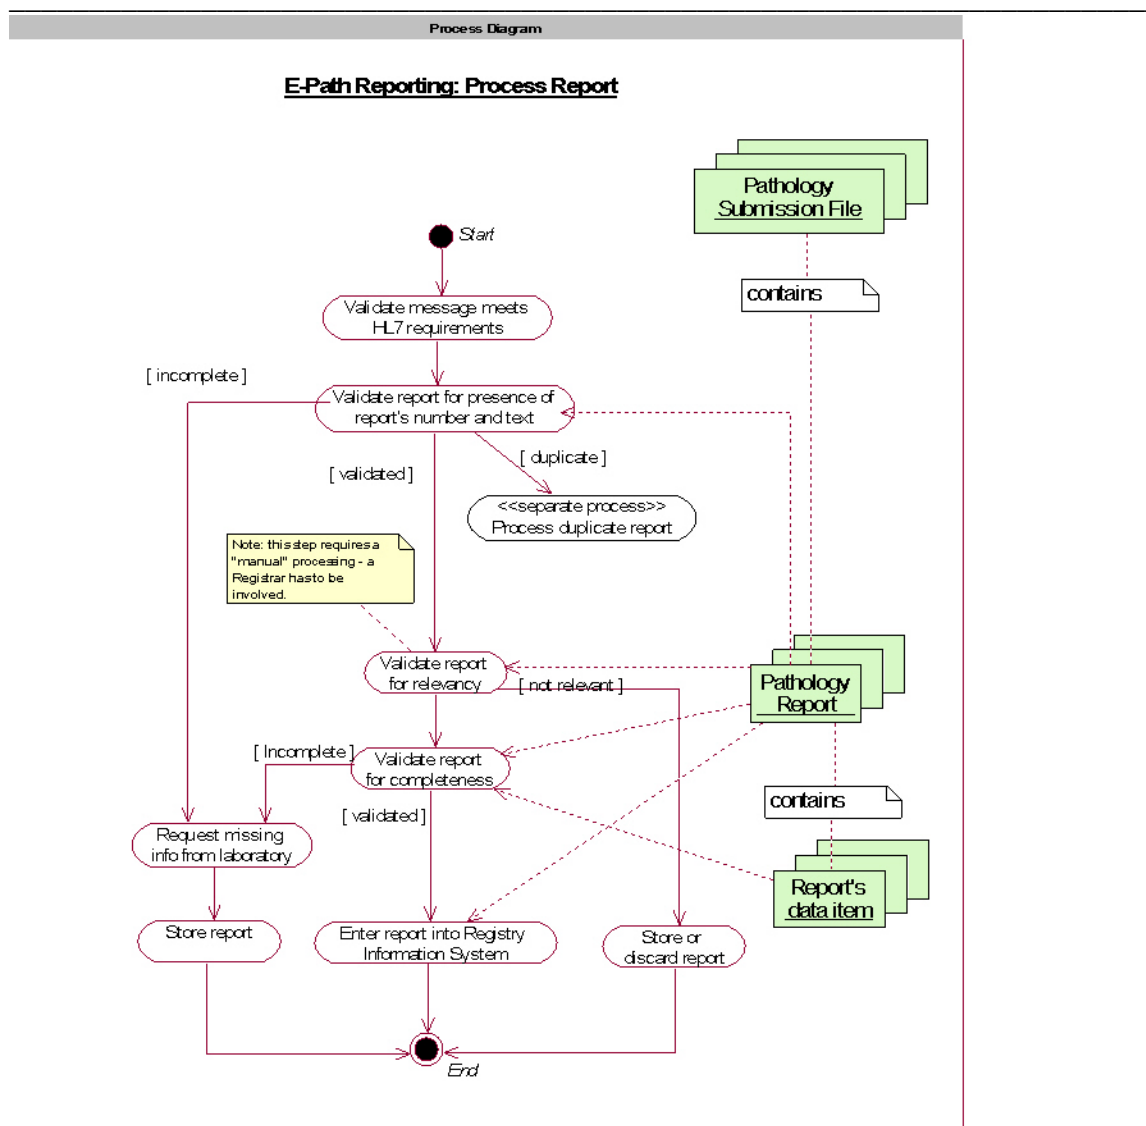 Process Diagram
E-Path Reporting: Process Report
Pathology
Submission File
Start
contains
Validate message meets
HL7 requirements
[ incomplete ]
Validate report for presence of
report's number and text
[ validated ]
[ duplicate ]
<<separate process>>
Process duplicate report
Note: this step requires a
"manual" processing - a
Registrar has to be
involved.
Validate report
for relevancy
[ not relevant ]
Pathology
Report
[ Incomplete ]
Validate report
for completeness
contains
[ validated ]
Request missing
info from laboratory
Report's
data item
Store report
Enter report into Registry
Information System
Store or
discard report
End